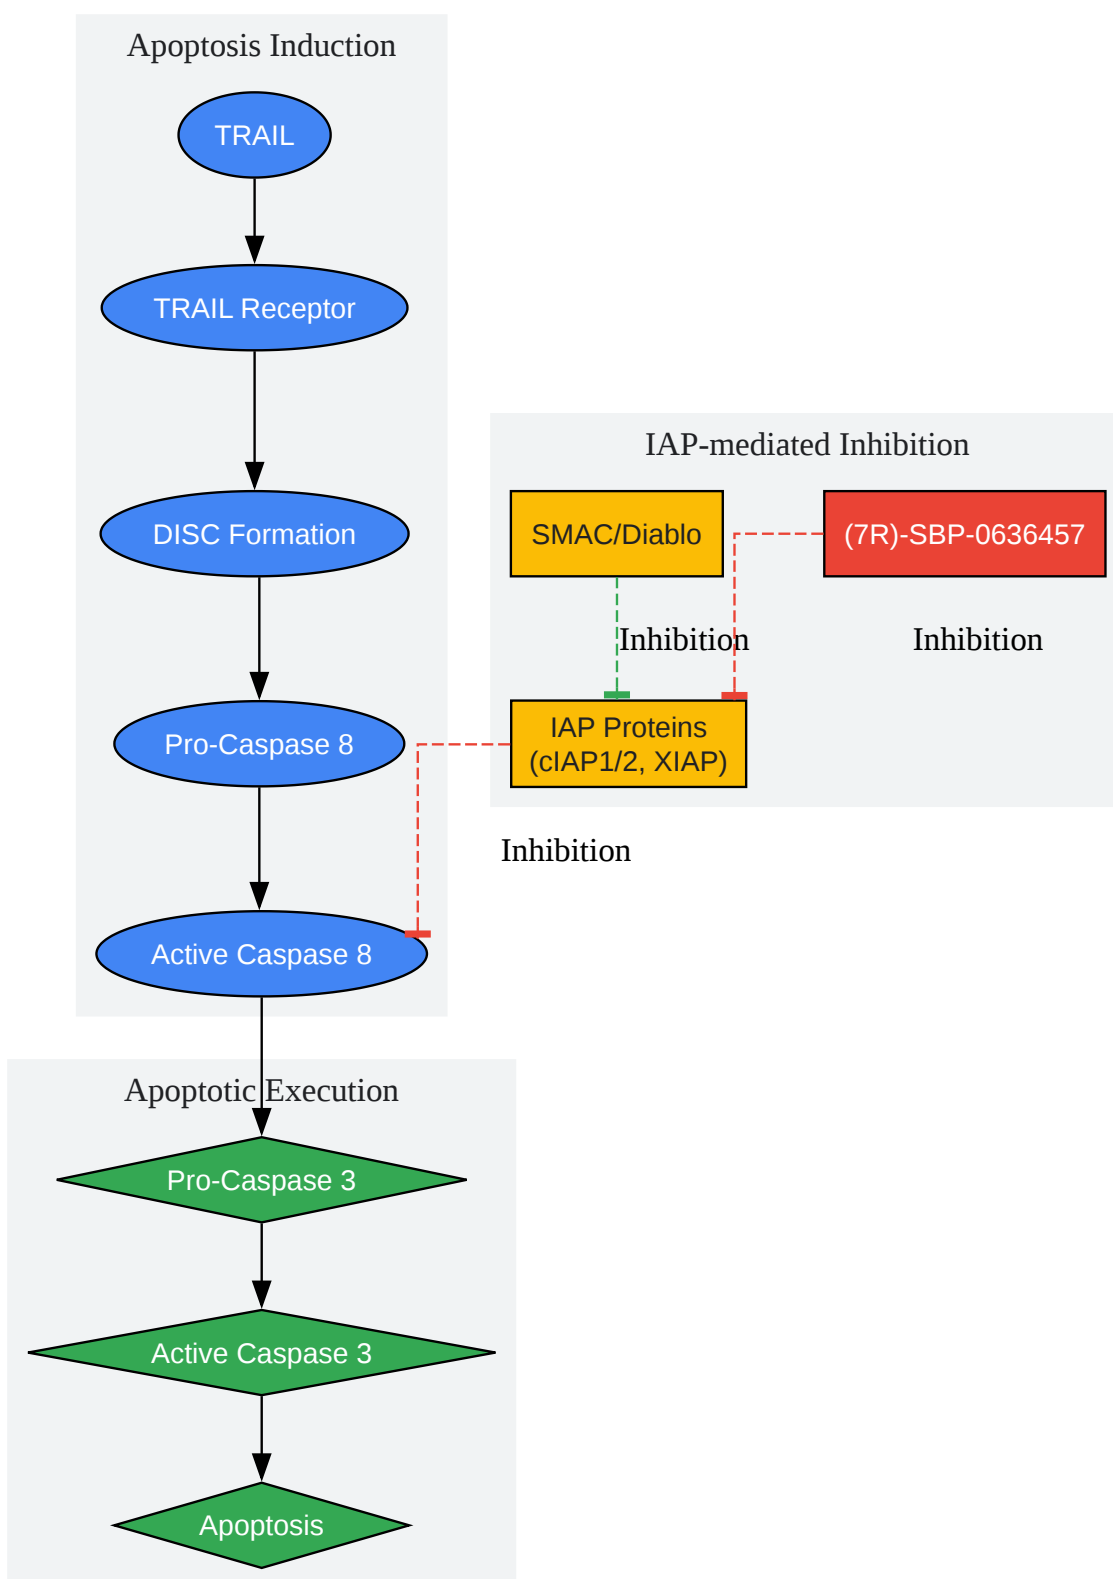 Apoptosis Induction
TRAIL
TRAIL Receptor
IAP-mediated Inhibition
DISC Formation
SMAC/Diablo
(7R)-SBP-0636457
Inhibition
Inhibition
Pro-Caspase 8
IAP Proteins
(cIAP1/2, XIAP)
Inhibition
Active Caspase 8
Apoptotic Execution
Pro-Caspase 3
Active Caspase 3
Apoptosis